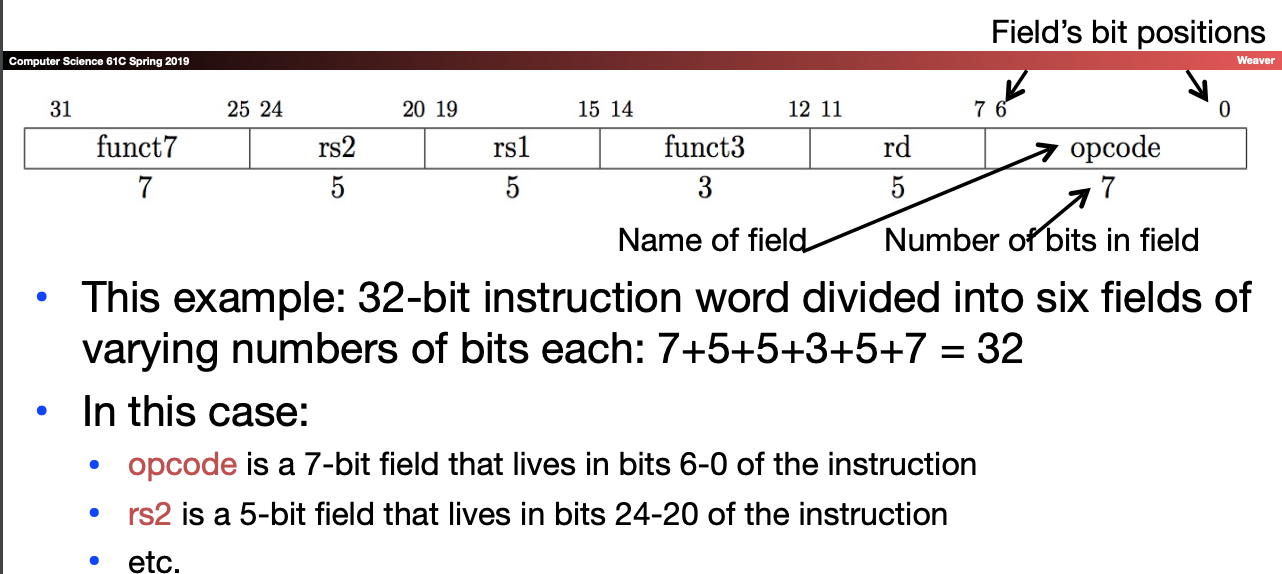 Field's bit positions
Computer Science 61C Spring 2019 Weaver
31 25 24 20 19 15 14 12 11 7 6 0
funct7 rs2 rs1 funct3 rd opcode
7 5 5 3 5 7
Name of field Number of bits in field
• This example: 32-bit instruction word divided into six fields of
varying numbers of bits each: 7+5+5+3+5+7 = 32
• In this case:
• opcode is a 7-bit field that lives in bits 6-0 of the instruction
• rs2 is a 5-bit field that lives in bits 24-20 of the instruction
• etc.